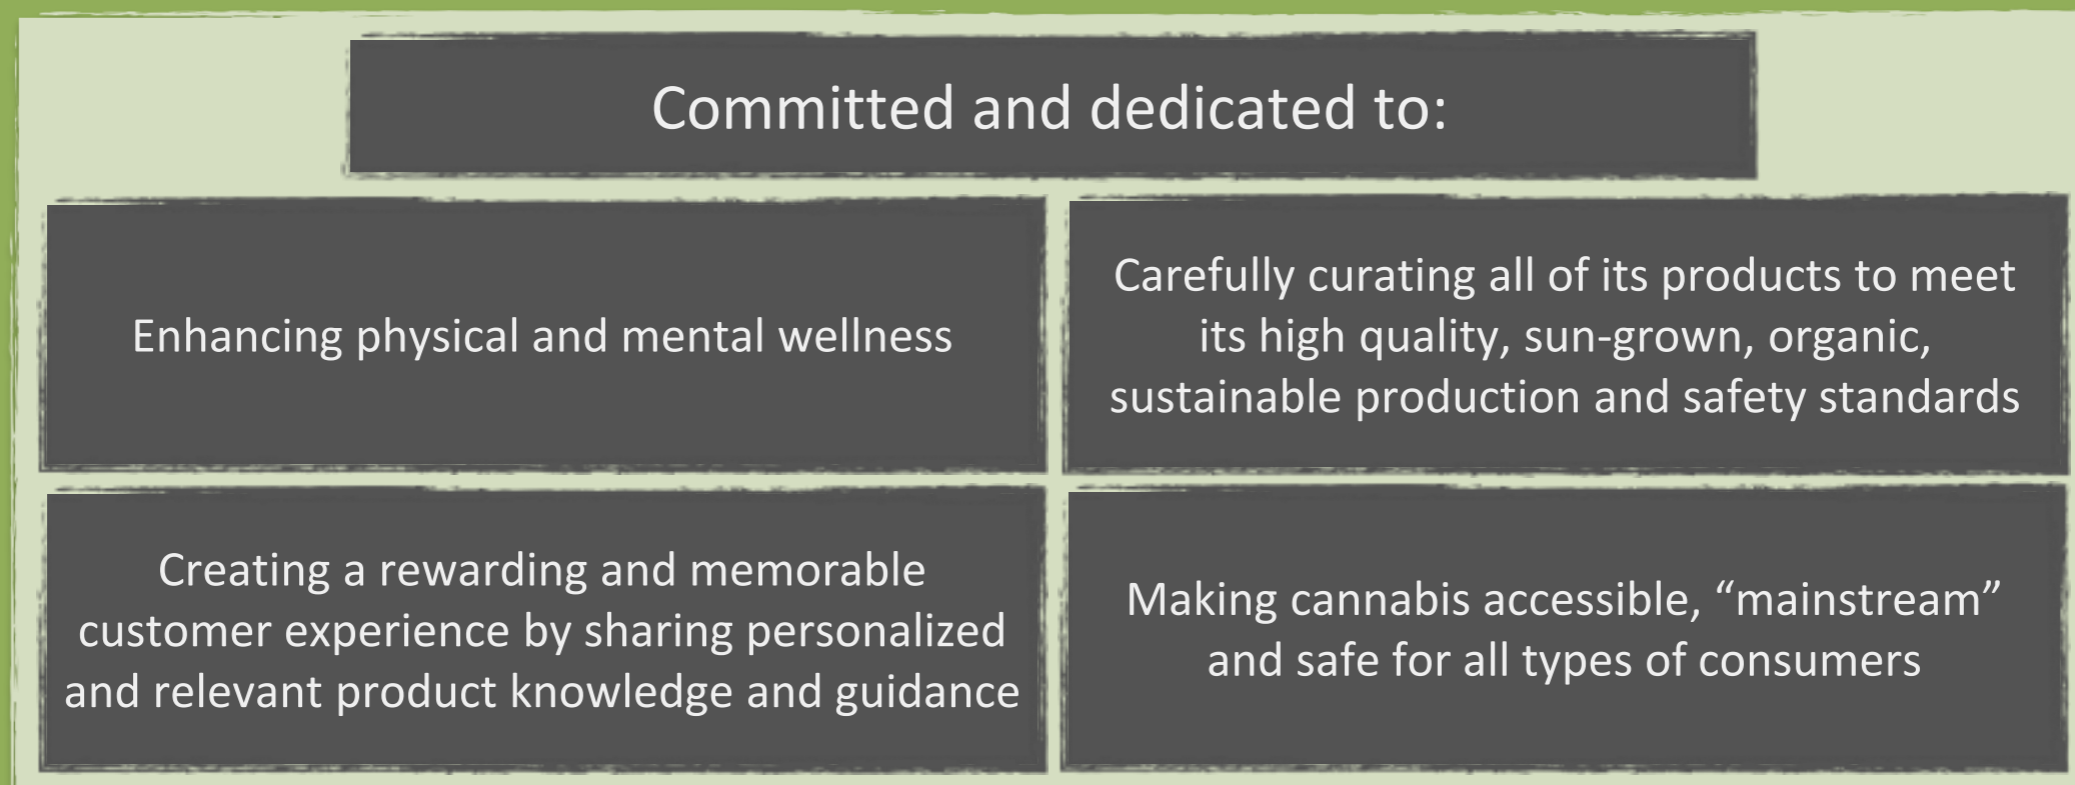 Committed and dedicated to:
Enhancing physical and mental wellness
Carefully curating all of its products to meet
its high quality, sun-grown, organic,
sustainable production and safety standards
Creating a rewarding and memorable
customer experience by sharing personalized
and relevant product knowledge and guidance
Making cannabis accessible, “mainstream”
and safe for all types of consumers